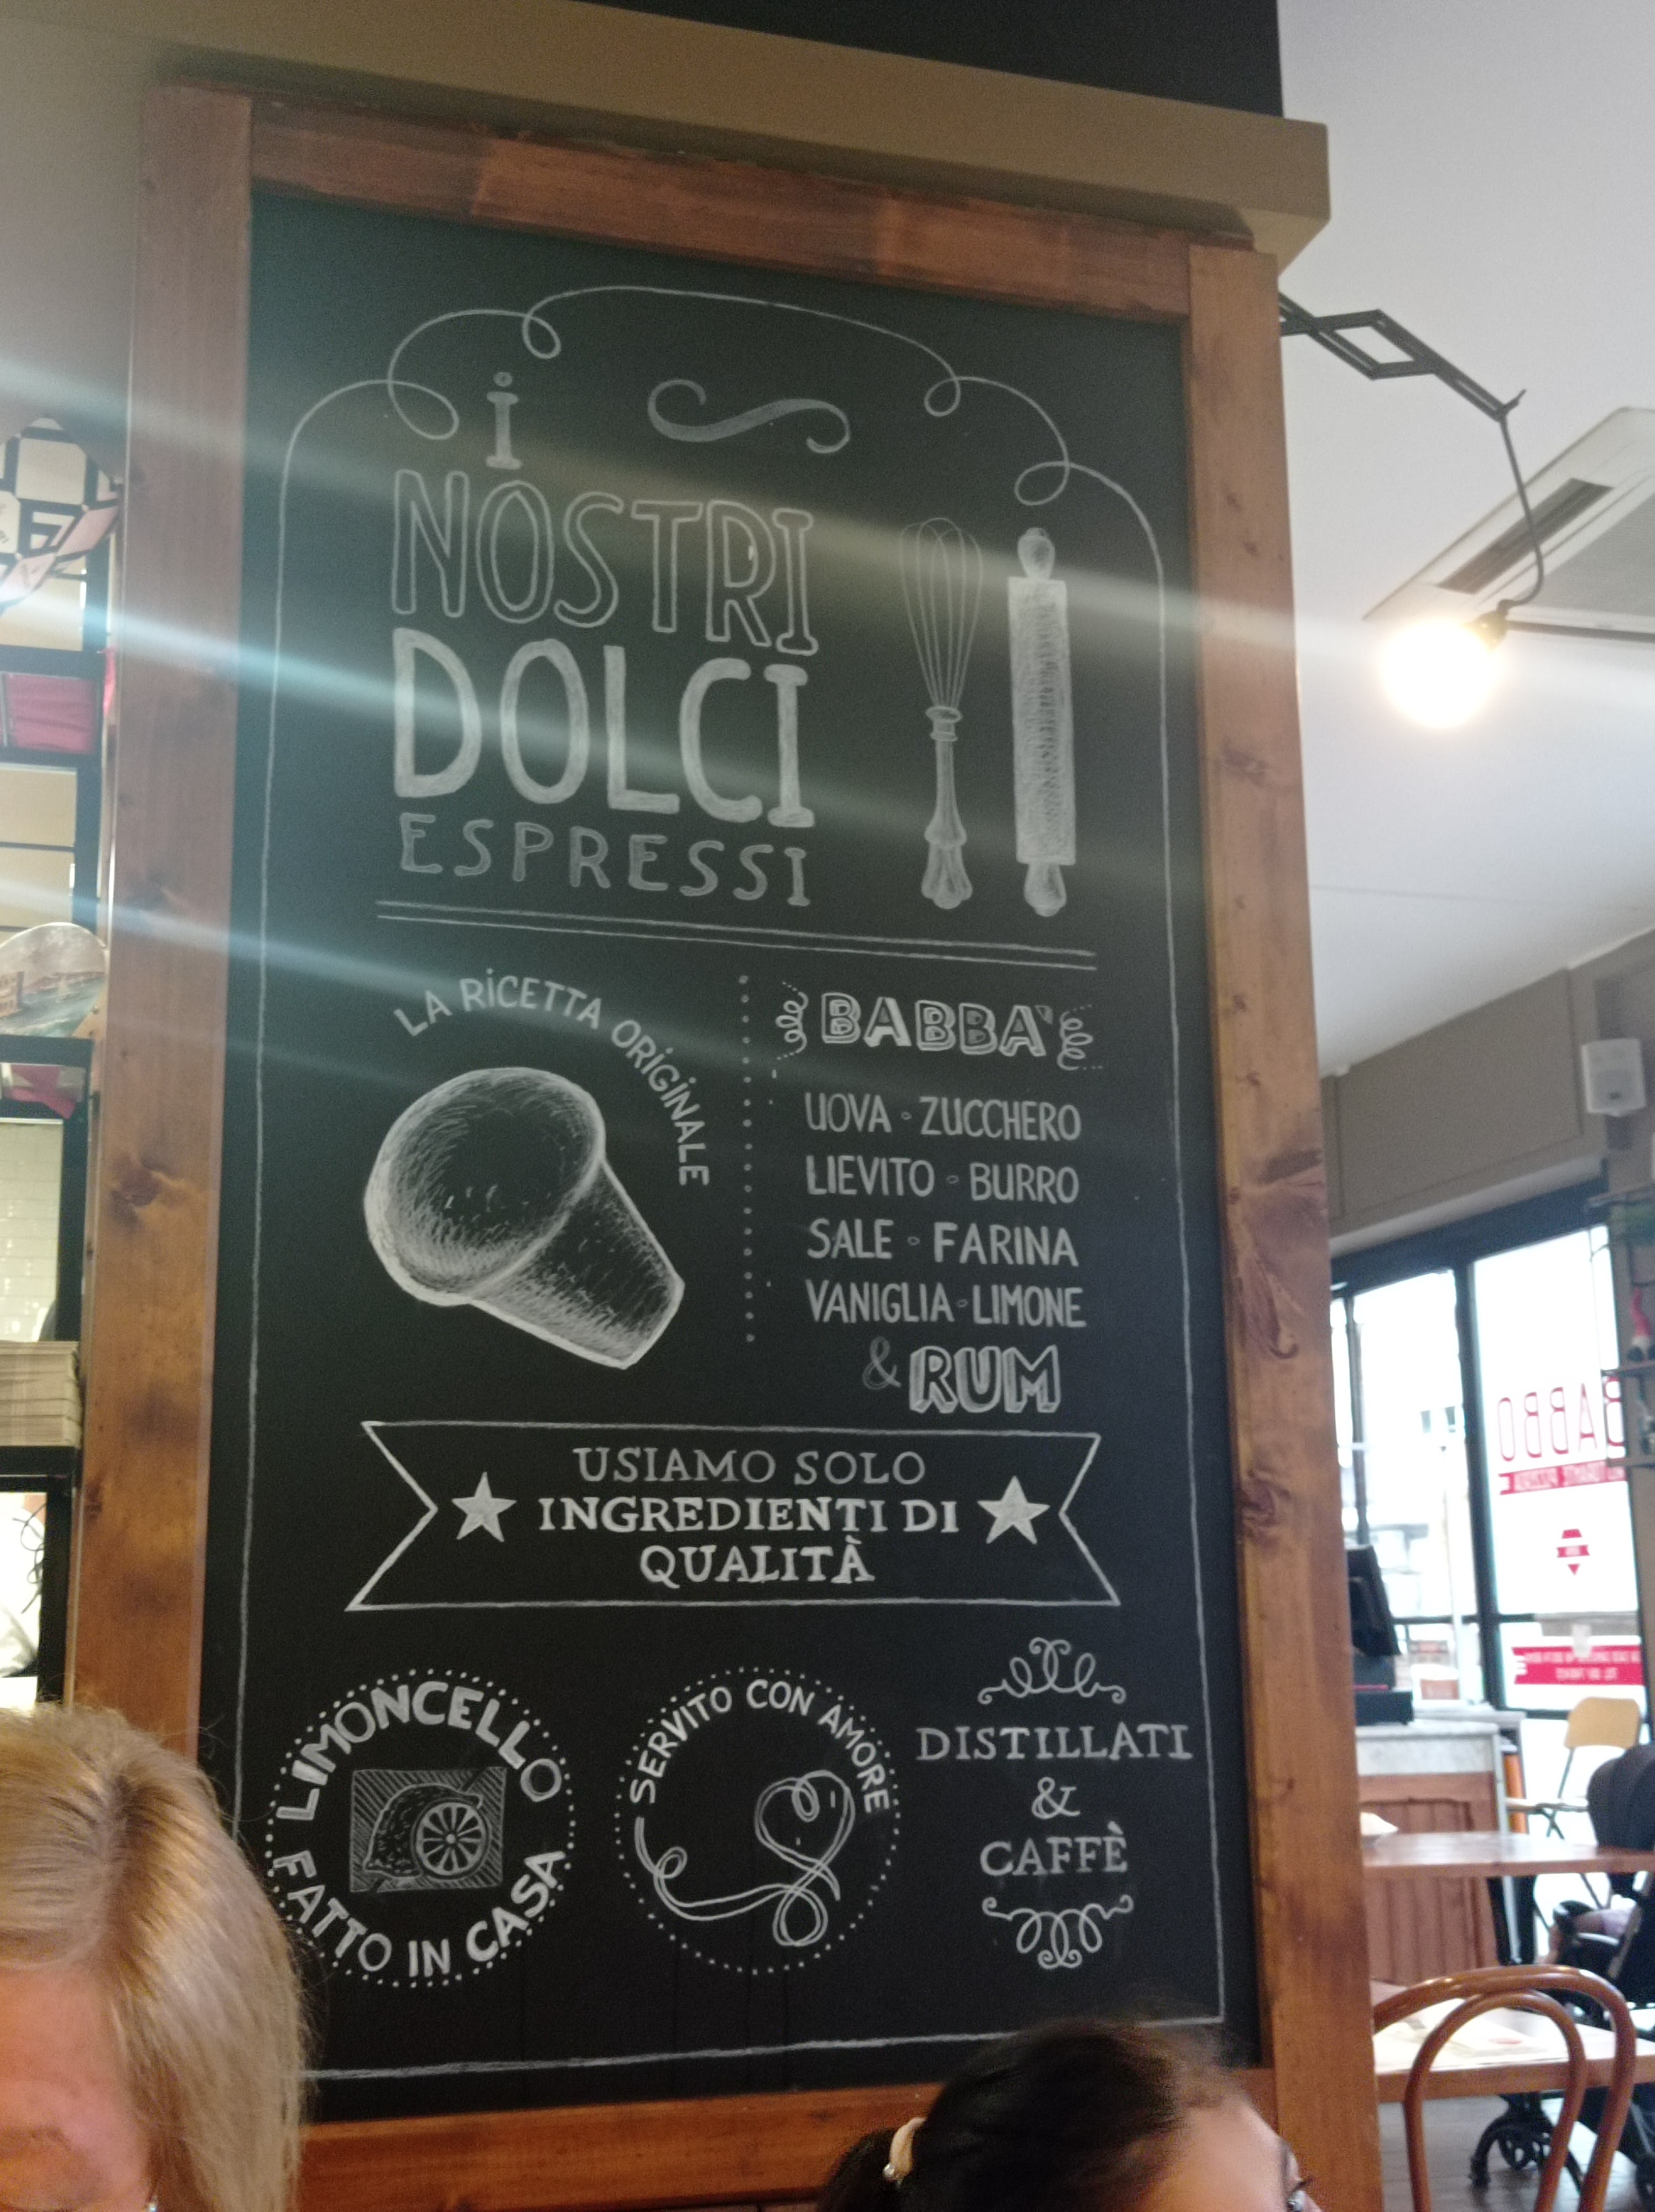 i
NOSTRI
DOLCI
ESPRESSI
LA RiCETTA ORiGiNALE
BABBA'
UOVA - ZUCCHERO
LIEVITO - BURRO
SALE - FARINA
VANIGLIA - LIMONE
& RUM
USIAMO SOLO
INGREDIENTI DI
QUALITÀ
LIMONCELLO
FATTO IN CASA
SERVITO CON AMORE
DISTILLATI
&
CAFFÈ
BABBO